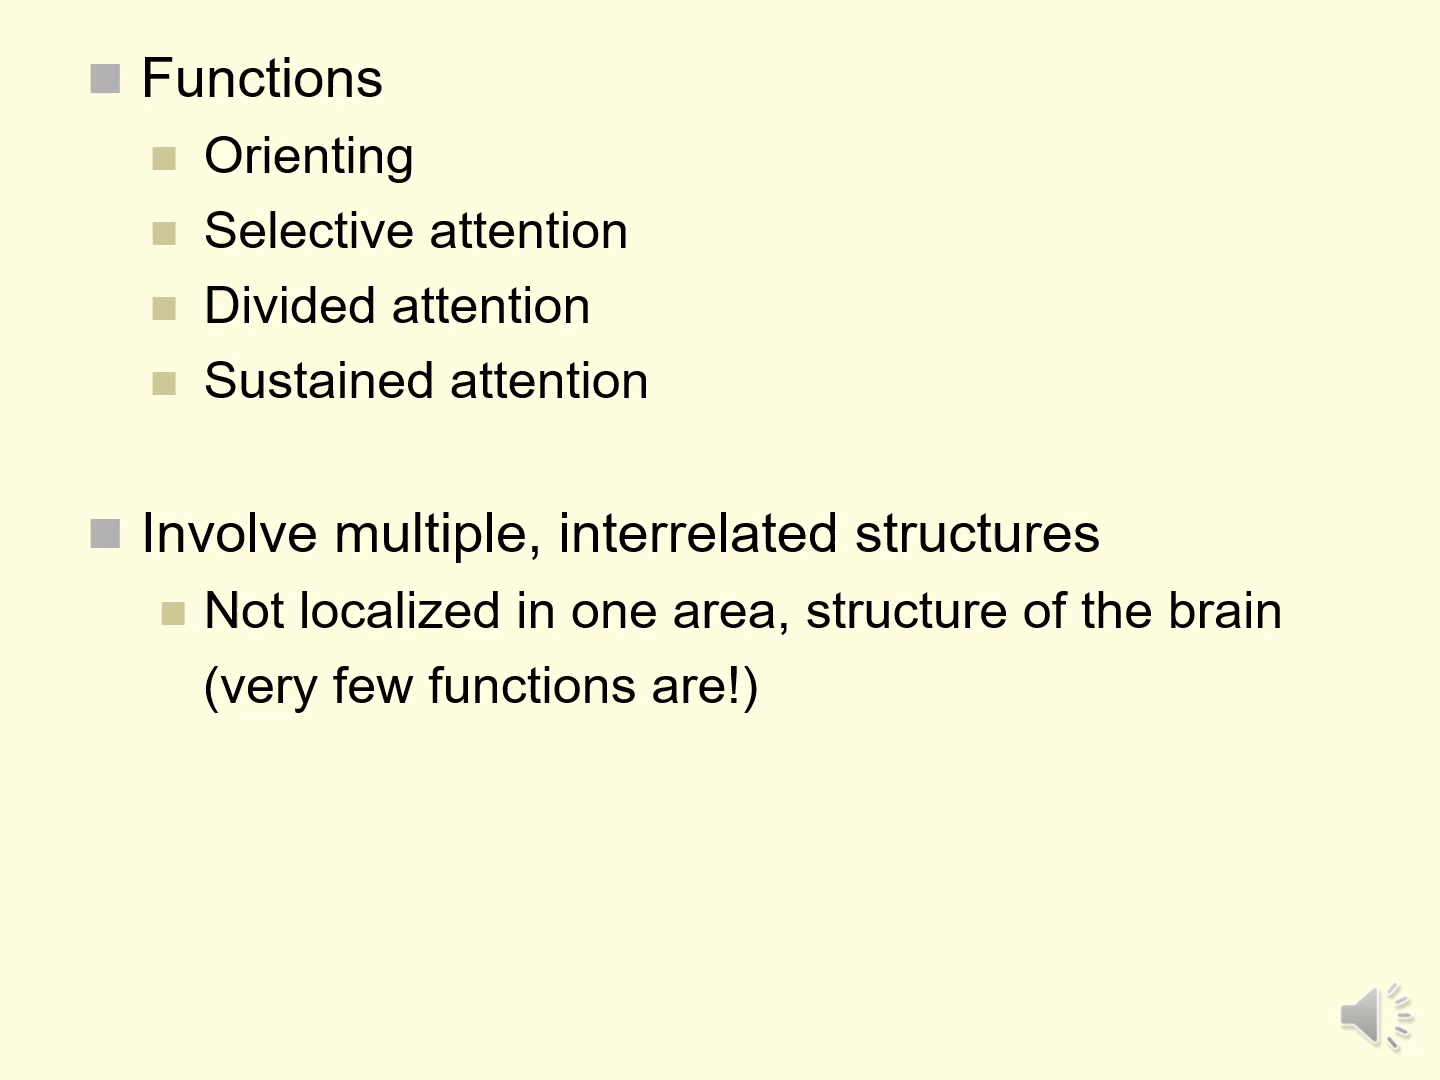 Functions
Orienting
Selective attention
Divided attention
Sustained attention
Involve multiple, interrelated structures
Not localized in one area, structure of the brain
(very few functions are!)